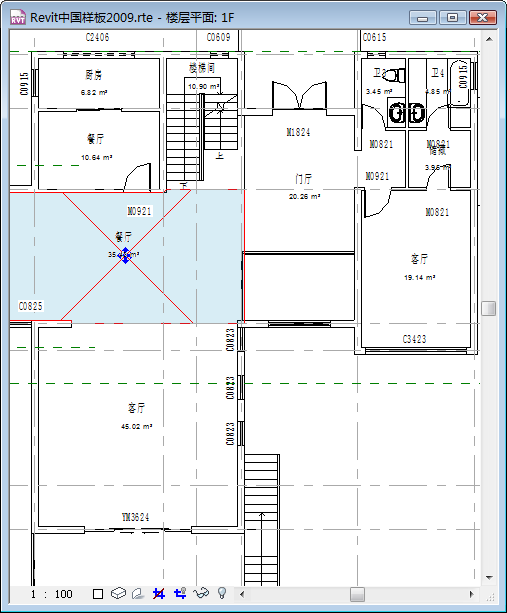 Revit中国样板2009.rte - 楼层平面: 1F
C2406
C0609
C0615
厨房
6.82 m²
C0915
楼梯间
10.90 m²
3.45 m²
卫4
4.85 m²
C0915
餐厅
10.64 m²
上
下
M1824
M0821
M0821
储藏
3.95 m²
M0921
门厅
20.26 m²
M0921
M0821
餐厅
客厅
19.14 m²
C0825
C0823
C3423
C0823
客厅
45.02 m²
C0823
YM3624
1 : 100